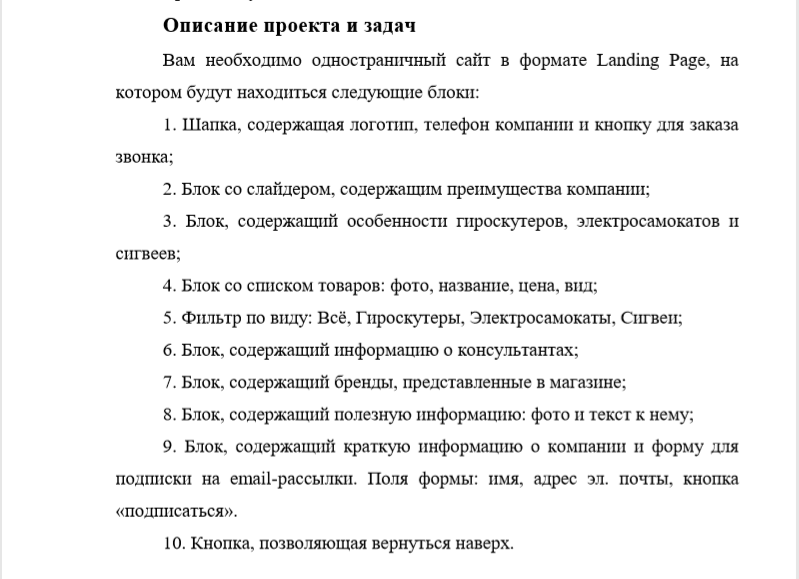 Описание проекта и задач
Вам необходимо одностраничный сайт в формате Landing Page, на
котором будут находиться следующие блоки:
1. Шапка, содержащая логотип, телефон компании и кнопку для заказа
звонка;
2. Блок со слайдером, содержащим преимущества компании;
3. Блок, содержащий особенности гироскутеров, электросамокатов и
сигвеев;
4. Блок со списком товаров: фото, название, цена, вид;
5. Фильтр по виду: Всё, Гироскутеры, Электросамокаты, Сигвеи;
6. Блок, содержащий информацию о консультантах;
7. Блок, содержащий бренды, представленные в магазине;
8. Блок, содержащий полезную информацию: фото и текст к нему;
9. Блок, содержащий краткую информацию о компании и форму для
подписки на email-рассылки. Поля формы: имя, адрес эл. почты, кнопка
«подписаться».
10. Кнопка, позволяющая вернуться наверх.